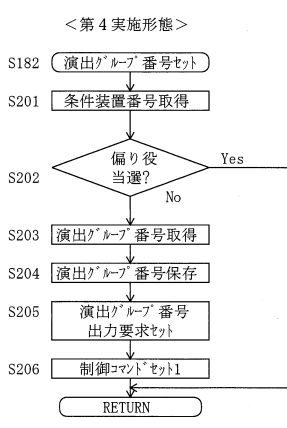 ＜第４実施形態＞
S182 演出ｸﾞﾙｰﾌﾟ番号ｾｯﾄ
S201 条件装置番号取得
S202 偏り役
当選?
Yes
No
S203 演出ｸﾞﾙｰﾌﾟ番号取得
S204 演出ｸﾞﾙｰﾌﾟ番号保存
S205 演出ｸﾞﾙｰﾌﾟ番号
出力要求ｾｯﾄ
S206 制御ｺﾏﾝﾄﾞｾｯﾄ1
RETURN